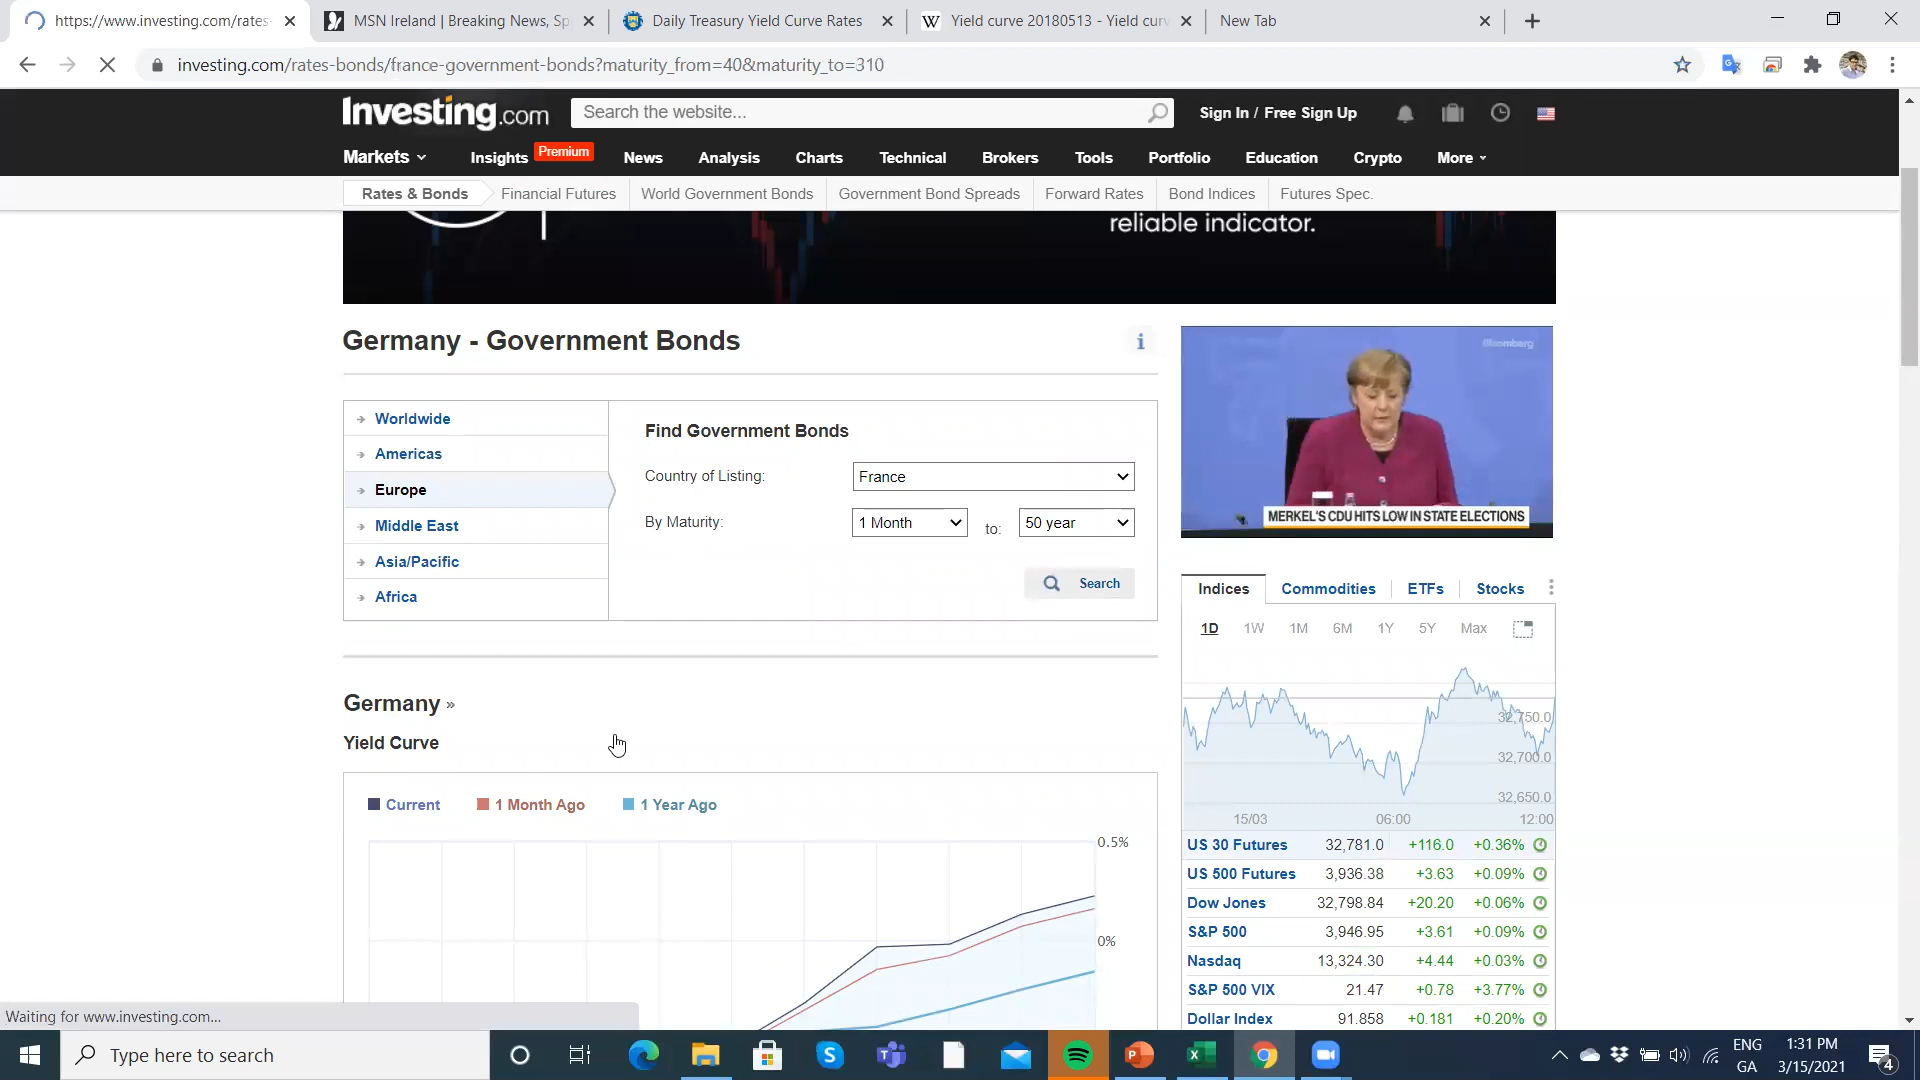 https://www.investing.com/rates-
MSN Ireland | Breaking News, Sp
Daily Treasury Yield Curve Rates
Yield curve 20180513 - Yield curv
New Tab
investing.com/rates-bonds/france-government-bonds?maturity_from=40&maturity_to=310
Investing.com
Search the website...
Sign In / Free Sign Up
Markets
Insights
Premium
News
Analysis
Charts
Technical
Brokers
Tools
Portfolio
Education
Crypto
More
Rates & Bonds
Financial Futures
World Government Bonds
Government Bond Spreads
Forward Rates
Bond Indices
Futures Spec.
reliable indicator.
Germany - Government Bonds
Worldwide
Americas
Europe
Middle East
Asia/Pacific
Africa
Find Government Bonds
Country of Listing:
France
By Maturity:
1 Month
to:
50 year
Search
Bloomberg
MERKEL'S CDU HITS LOW IN STATE ELECTIONS
Germany »
Yield Curve
Current
1 Month Ago
1 Year Ago
0.5%
0%
Indices
Commodities
ETFs
Stocks
1D
1W
1M
6M
1Y
5Y
Max
32,750.0
32,700.0
32,650.0
15/03
06:00
12:00
US 30 Futures 32,781.0 +116.0 +0.36%
US 500 Futures 3,936.38 +3.63 +0.09%
Dow Jones 32,798.84 +20.20 +0.06%
S&P 500 3,946.95 +3.61 +0.09%
Nasdaq 13,324.30 +4.44 +0.03%
S&P 500 VIX 21.47 +0.78 +3.77%
Dollar Index 91.858 +0.181 +0.20%
Waiting for www.investing.com...
Type here to search
ENG
GA
1:31 PM
3/15/2021
4